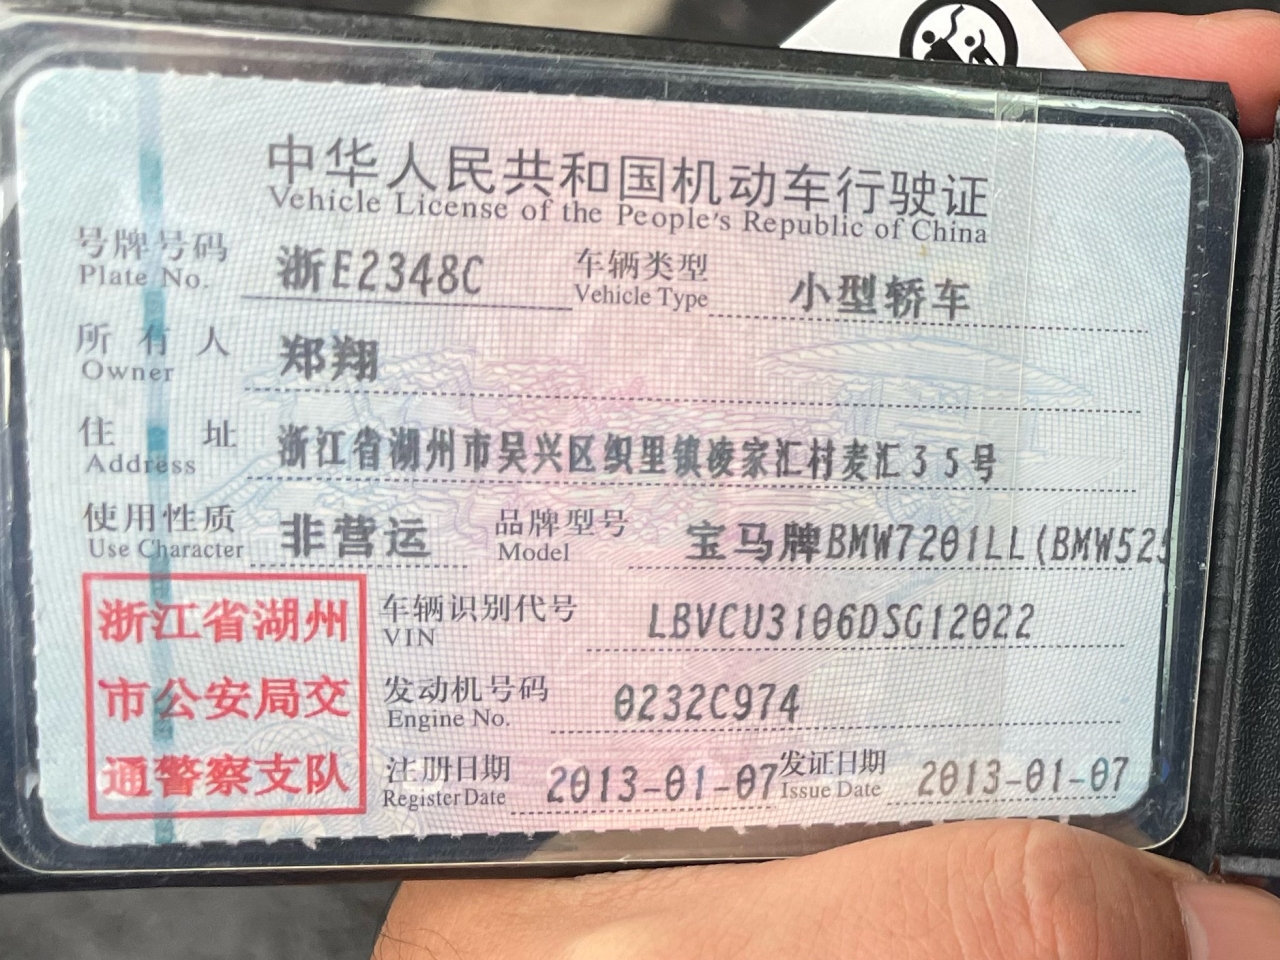 中华人民共和国机动车行驶证
Vehicle License of the People's Republic of China
号牌号码 浙E2348C 车辆类型 小型轿车
Plate No. Vehicle Type
所有人 郑翔
Owner
住址 浙江省湖州市吴兴区织里镇凌家汇村麦汇35号
Address
使用性质 非营运 品牌型号 宝马牌BMW7201LL(BMW525
Use Character Model
浙江省湖州
市公安局交
通警察支队
车辆识别代号 LBVCU3106DSG12022
VIN
发动机号码 0232C974
Engine No.
注册日期 2013-01-07 发证日期 2013-01-07
Register Date Issue Date